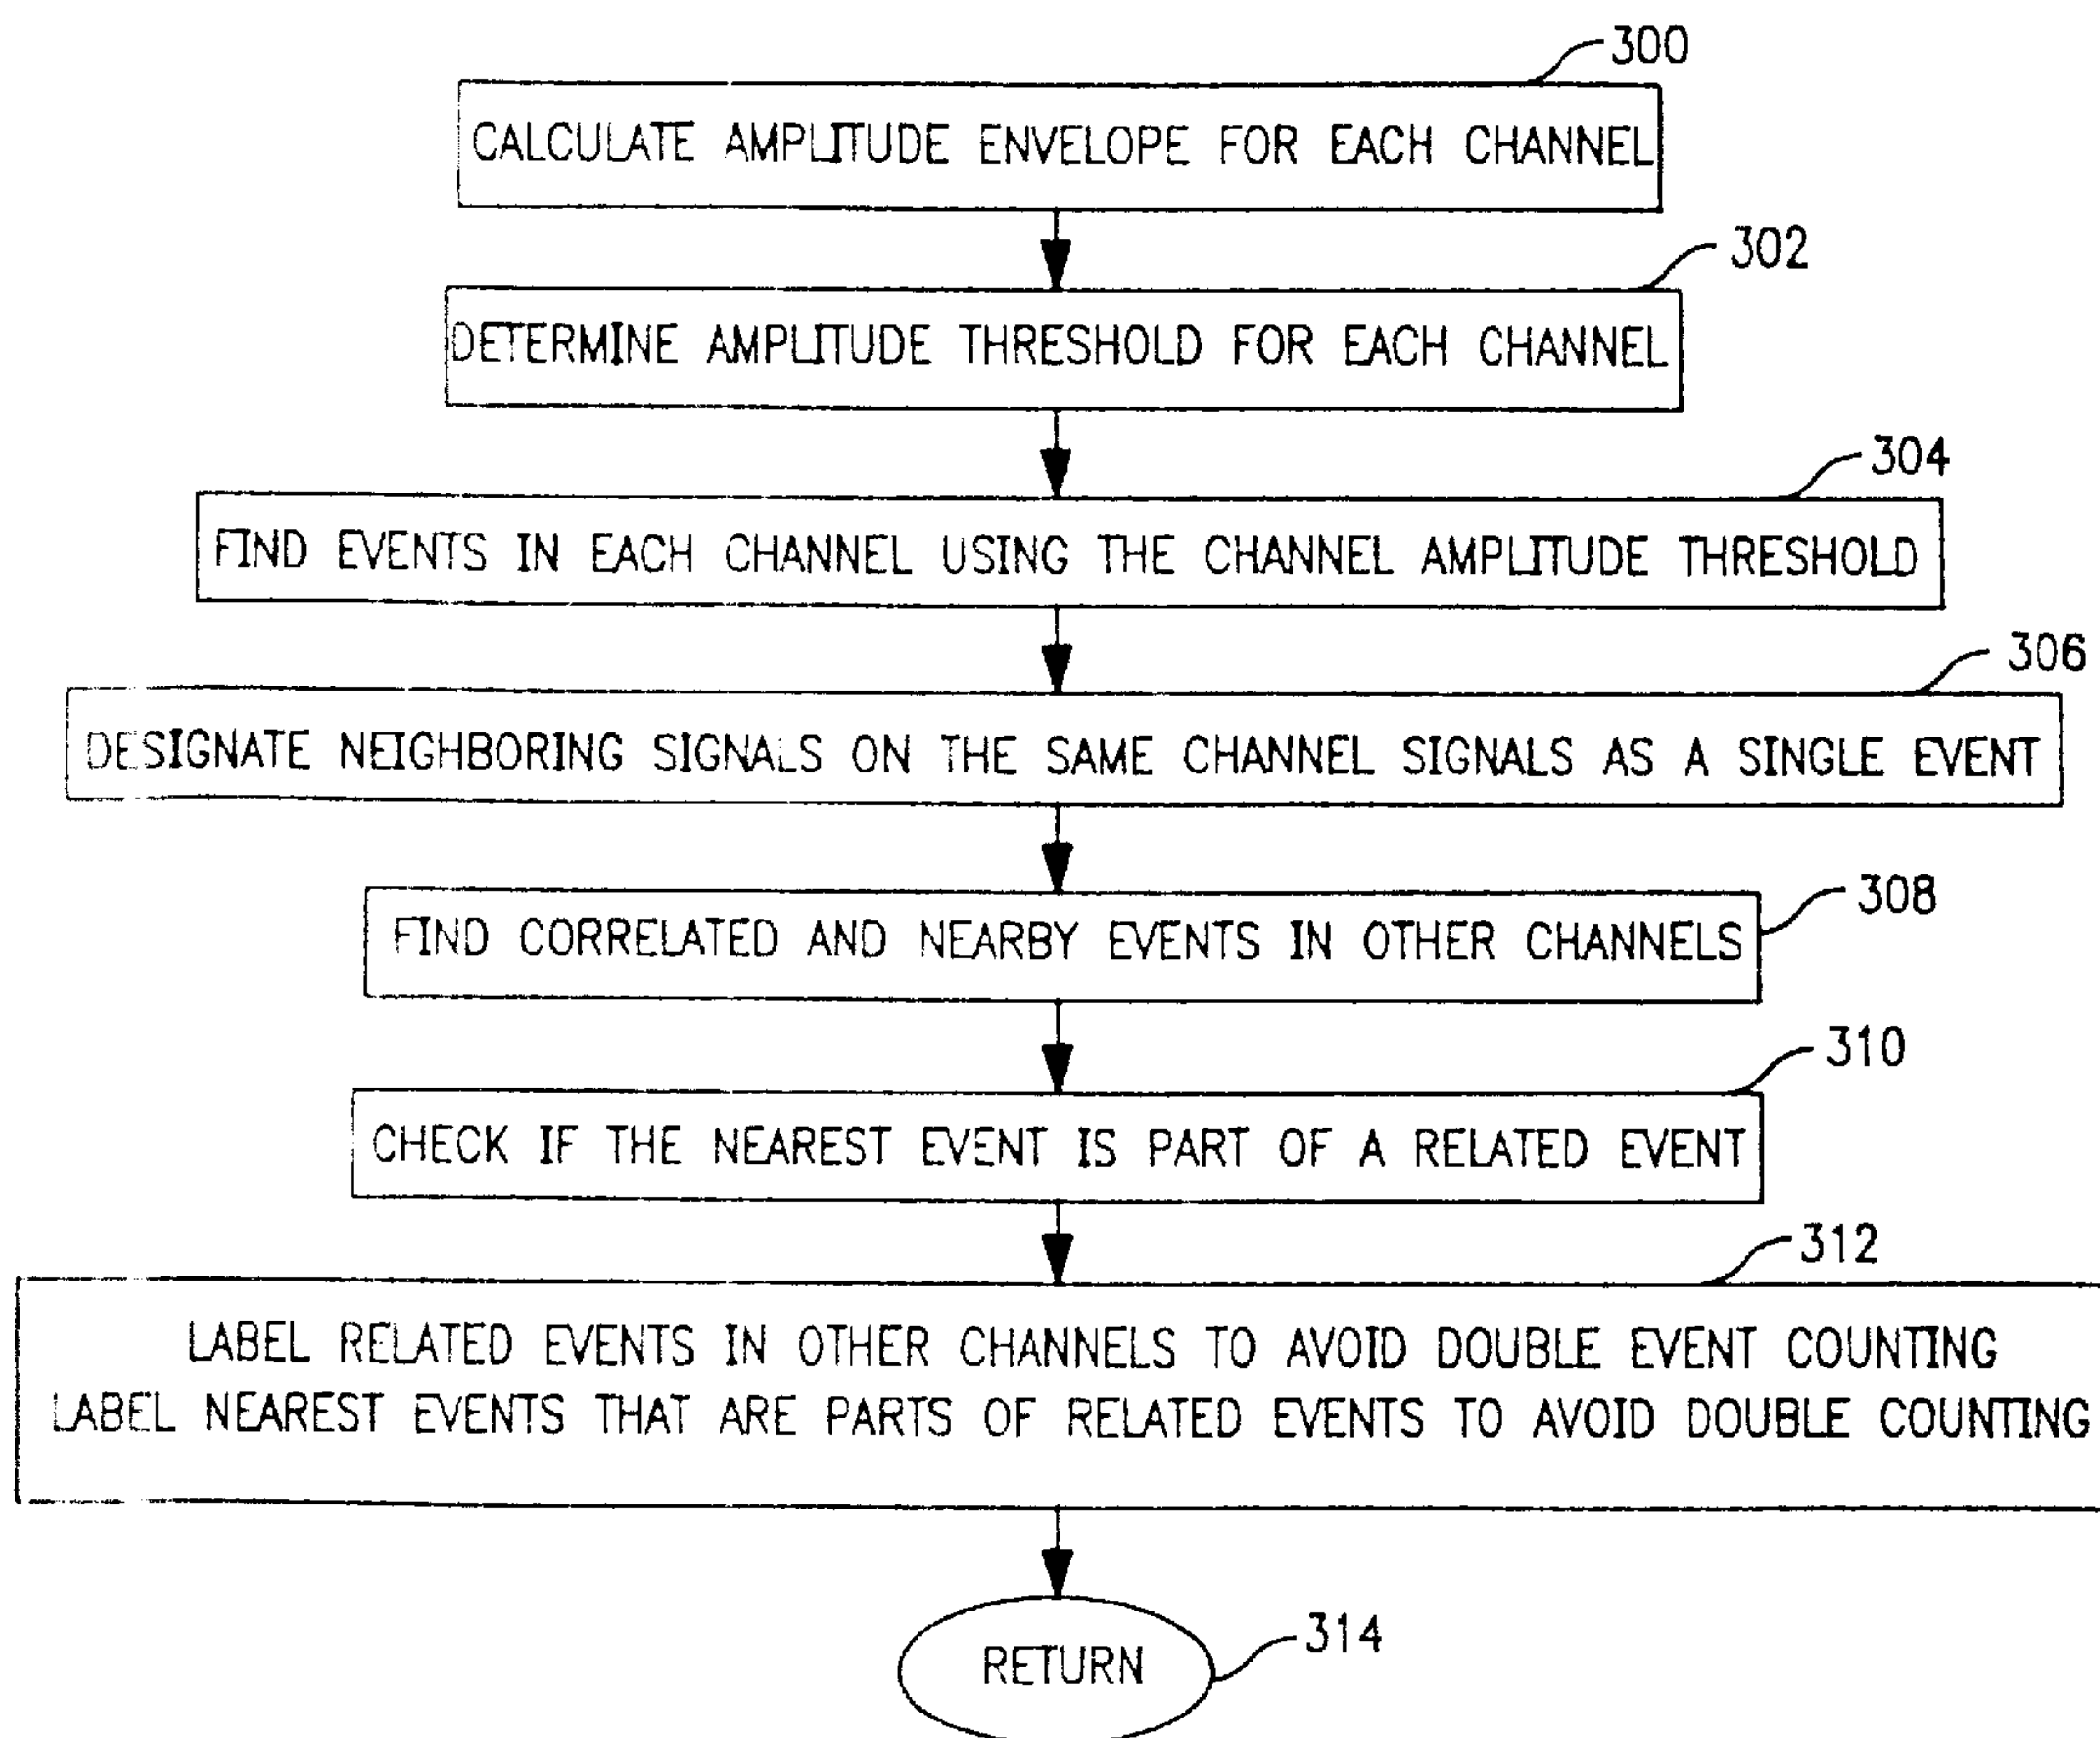 300
CALCULATE AMPLITUDE ENVELOPE FOR EACH CHANNEL
302
DETERMINE AMPLITUDE THRESHOLD FOR EACH CHANNEL
304
FIND EVENTS IN EACH CHANNEL USING THE CHANNEL AMPLITUDE THRESHOLD
306
DESIGNATE NEIGHBORING SIGNALS ON THE SAME CHANNEL SIGNALS AS A SINGLE EVENT
308
FIND CORRELATED AND NEARBY EVENTS IN OTHER CHANNELS
310
CHECK IF THE NEAREST EVENT IS PART OF A RELATED EVENT
312
LABEL RELATED EVENTS IN OTHER CHANNELS TO AVOID DOUBLE EVENT COUNTING
LABEL NEAREST EVENTS THAT ARE PARTS OF RELATED EVENTS TO AVOID DOUBLE COUNTING
314
RETURN